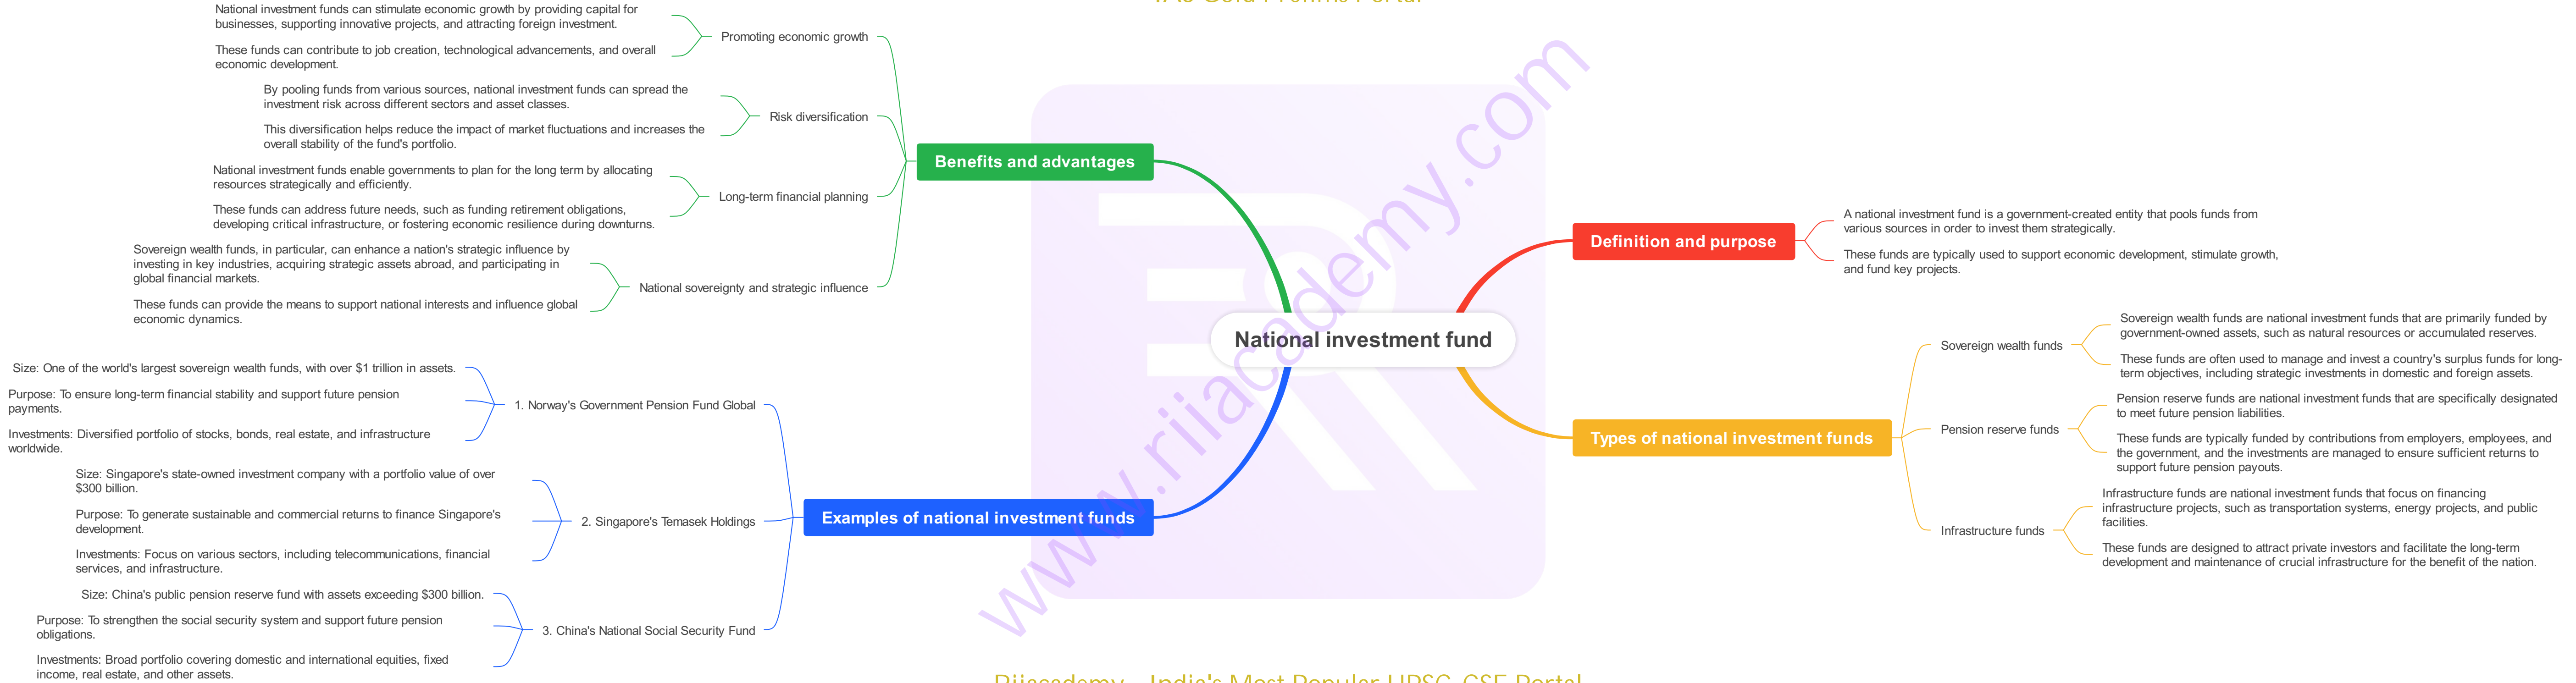 National investment funds can stimulate economic growth by providing capital for
businesses, supporting innovative projects, and attracting foreign investment.
These funds can contribute to job creation, technological advancements, and overall
economic development.
Promoting economic growth
By pooling funds from various sources, national investment funds can spread the
investment risk across different sectors and asset classes.
This diversification helps reduce the impact of market fluctuations and increases the
overall stability of the fund's portfolio.
Risk diversification
National investment funds enable governments to plan for the long term by allocating
resources strategically and efficiently.
These funds can address future needs, such as funding retirement obligations,
developing critical infrastructure, or fostering economic resilience during downturns.
Long-term financial planning
Sovereign wealth funds, in particular, can enhance a nation's strategic influence by
investing in key industries, acquiring strategic assets abroad, and participating in
global financial markets.
These funds can provide the means to support national interests and influence global
economic dynamics.
National sovereignty and strategic influence
Benefits and advantages
Size: One of the world's largest sovereign wealth funds, with over $1 trillion in assets.
Purpose: To ensure long-term financial stability and support future pension
payments.
Investments: Diversified portfolio of stocks, bonds, real estate, and infrastructure
worldwide.
1. Norway's Government Pension Fund Global
Size: Singapore's state-owned investment company with a portfolio value of over
$300 billion.
Purpose: To generate sustainable and commercial returns to finance Singapore's
development.
Investments: Focus on various sectors, including telecommunications, financial
services, and infrastructure.
2. Singapore's Temasek Holdings
Size: China's public pension reserve fund with assets exceeding $300 billion.
Purpose: To strengthen the social security system and support future pension
obligations.
Investments: Broad portfolio covering domestic and international equities, fixed
income, real estate, and other assets.
3. China's National Social Security Fund
Examples of national investment funds
National investment fund
www.rijacademy.com
Definition and purpose
A national investment fund is a government-created entity that pools funds from
various sources in order to invest them strategically.
These funds are typically used to support economic development, stimulate growth,
and fund key projects.
Types of national investment funds
Sovereign wealth funds
Sovereign wealth funds are national investment funds that are primarily funded by
government-owned assets, such as natural resources or accumulated reserves.
These funds are often used to manage and invest a country's surplus funds for long-
term objectives, including strategic investments in domestic and foreign assets.
Pension reserve funds
Pension reserve funds are national investment funds that are specifically designated
to meet future pension liabilities.
These funds are typically funded by contributions from employers, employees, and
the government, and the investments are managed to ensure sufficient returns to
support future pension payouts.
Infrastructure funds
Infrastructure funds are national investment funds that focus on financing
infrastructure projects, such as transportation systems, energy projects, and public
facilities.
These funds are designed to attract private investors and facilitate the long-term
development and maintenance of crucial infrastructure for the benefit of the nation.
Rijacademy - India's Most Popular UPSC-CSE Portal